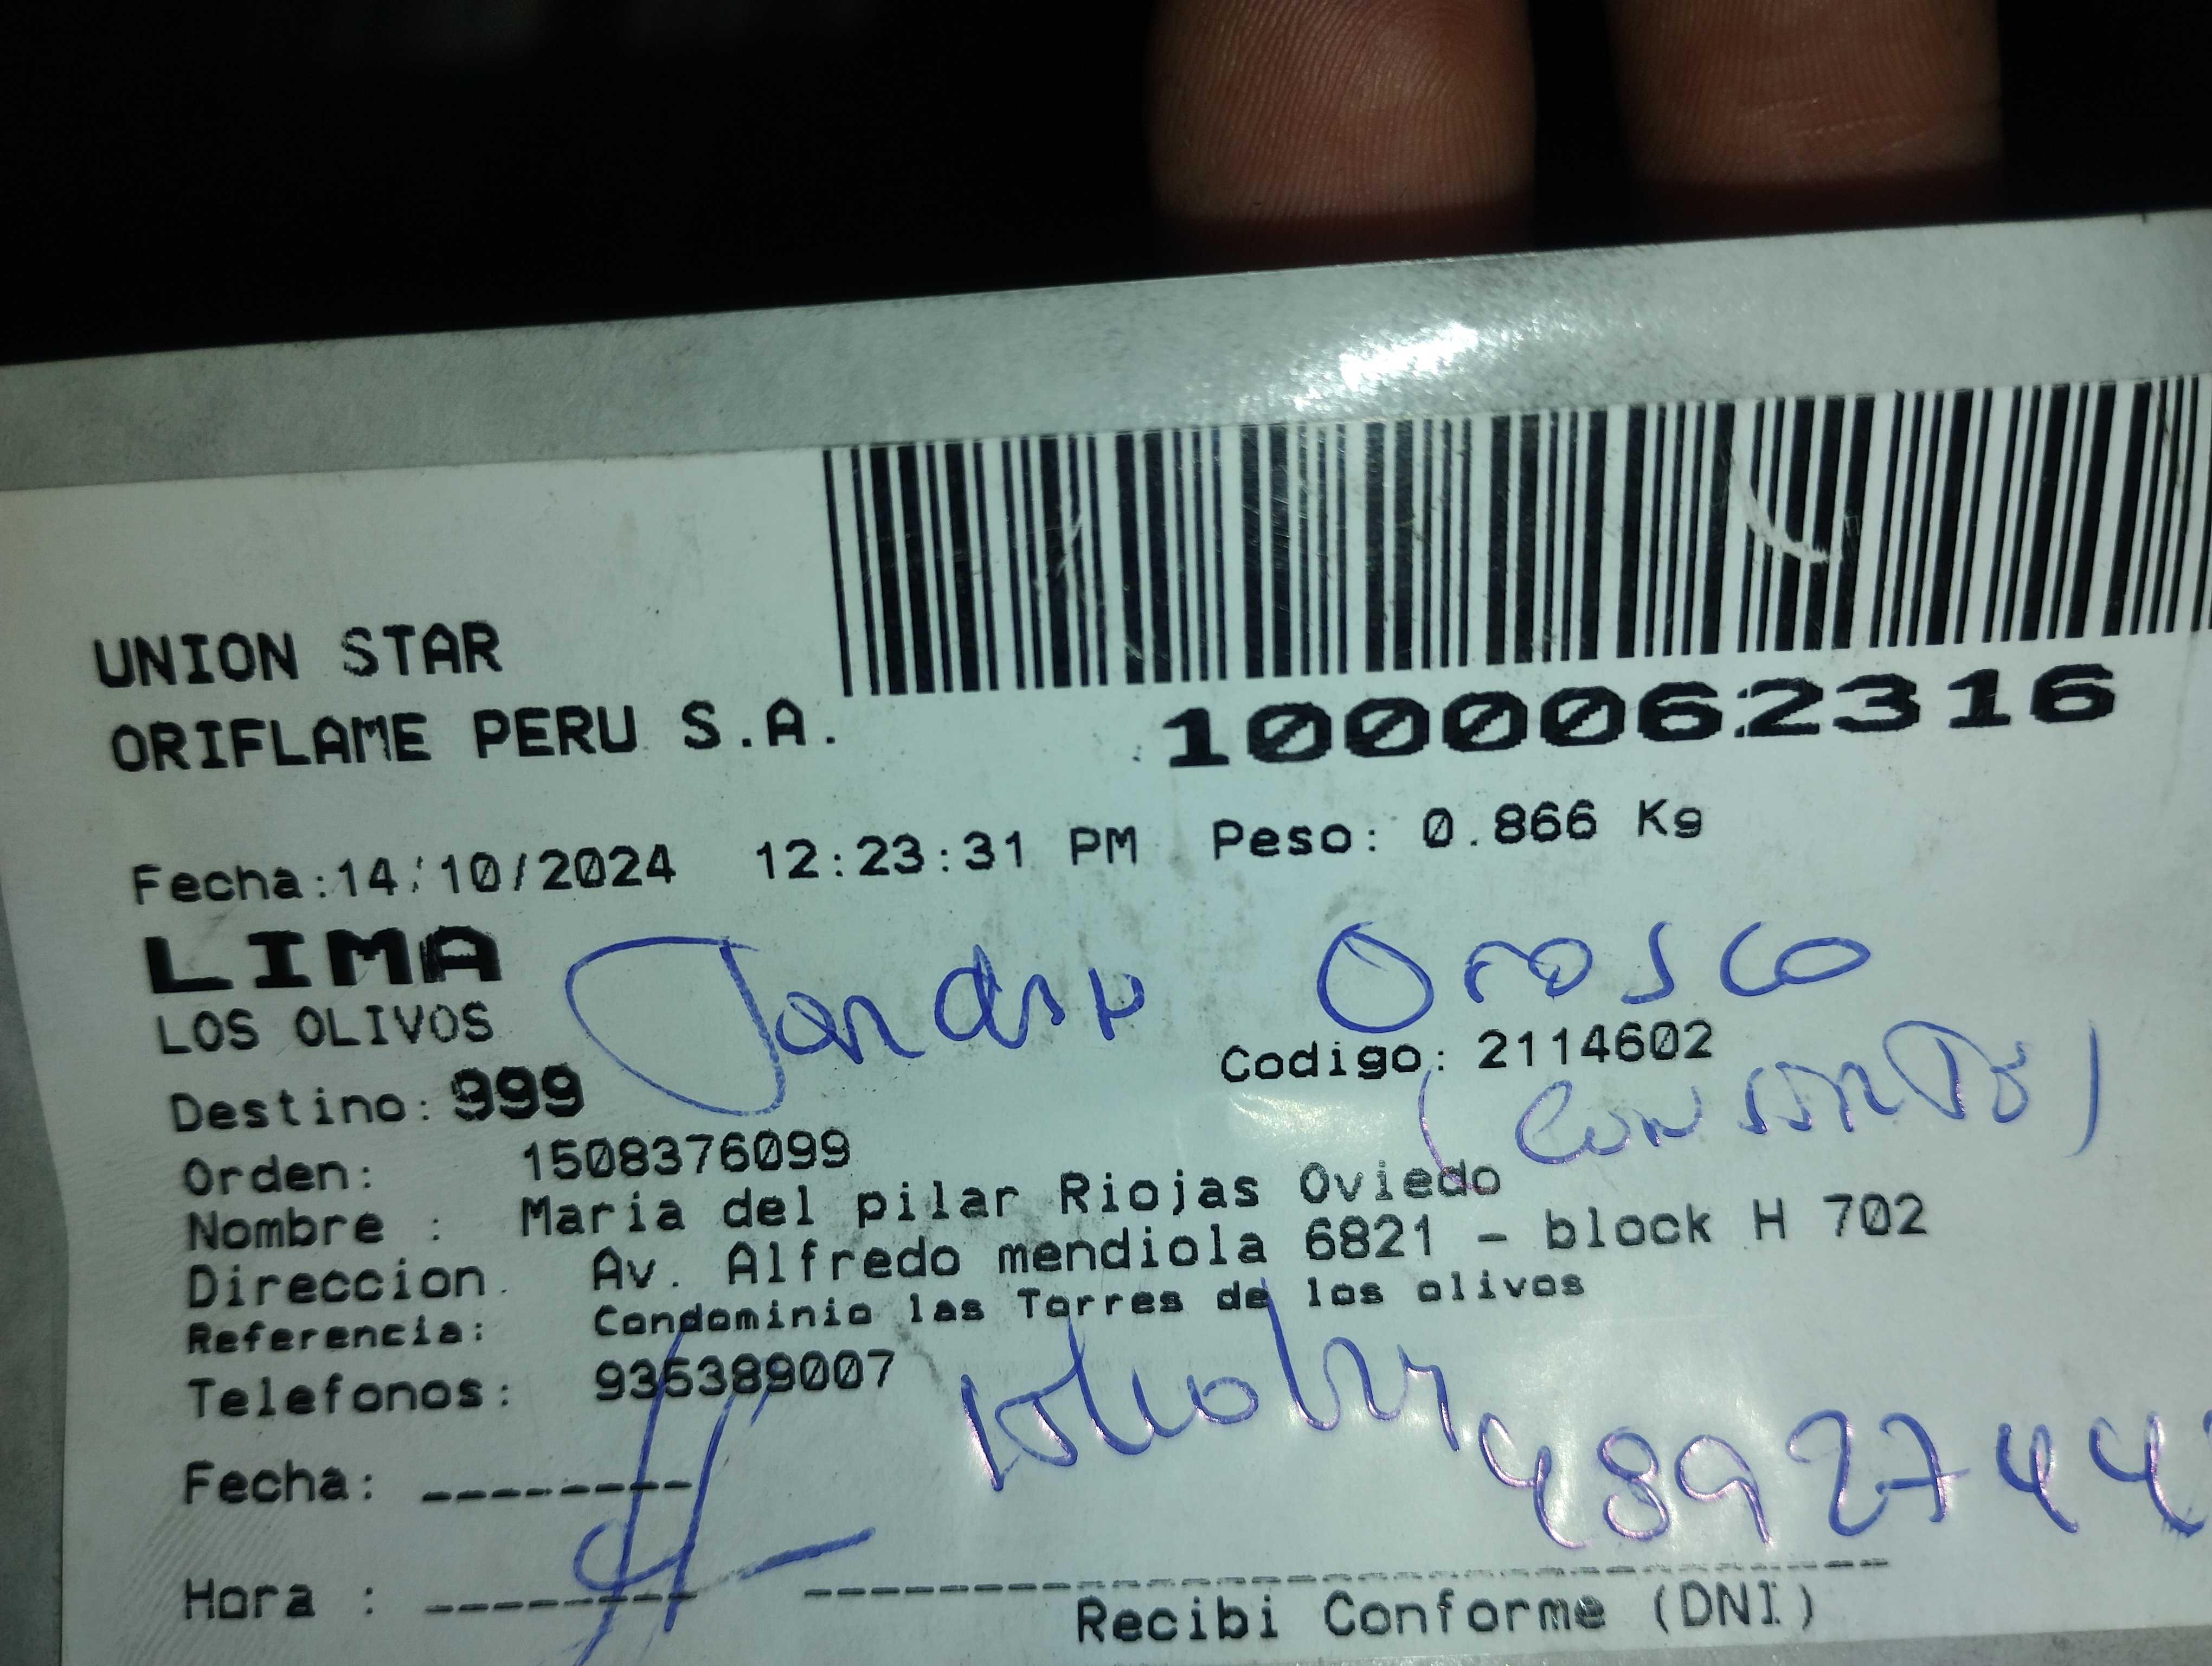 UNION STAR
ORIFLAME PERU S.A.
1000062316
Fecha:14/10/2024 12:23:31 PM Peso: 0.866 Kg
LIMA
Orosco
LOS OLIVOS
Codigo: 2114602
Destino: 999
Orden: 1508376099
Nombre : Maria del pilar Riojas Oviedo
Direccion. Av. Alfredo mendiola 6821 - block H 702
Referencia: Condominio las Torres de los olivos
Telefonos: 935389007
Fecha: --------
4892744
Hora : --------
Recibi Conforme (DNI)